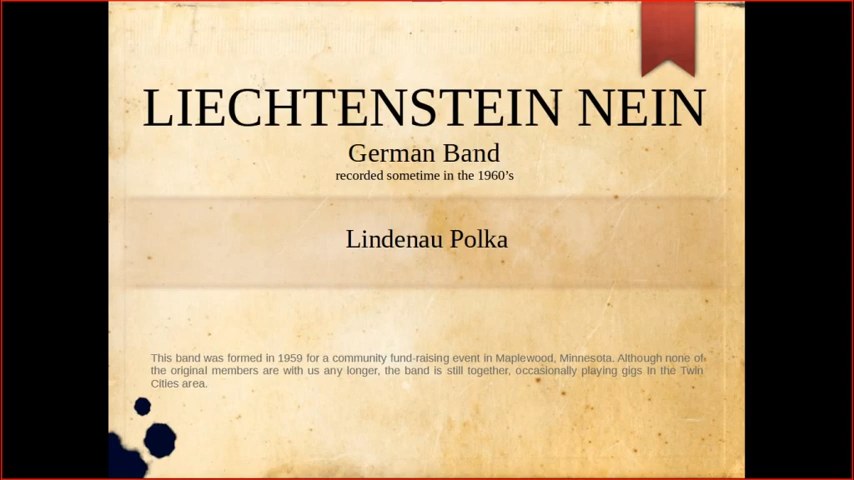 LIECHTENSTEIN NEIN
German Band
recorded sometime in the 1960’s
Lindenau Polka
This band was formed in 1959 for a community fund-raising event in Maplewood, Minnesota. Although none of
the original members are with us any longer, the band is still together, occasionally playing gigs In the Twin
Cities area.